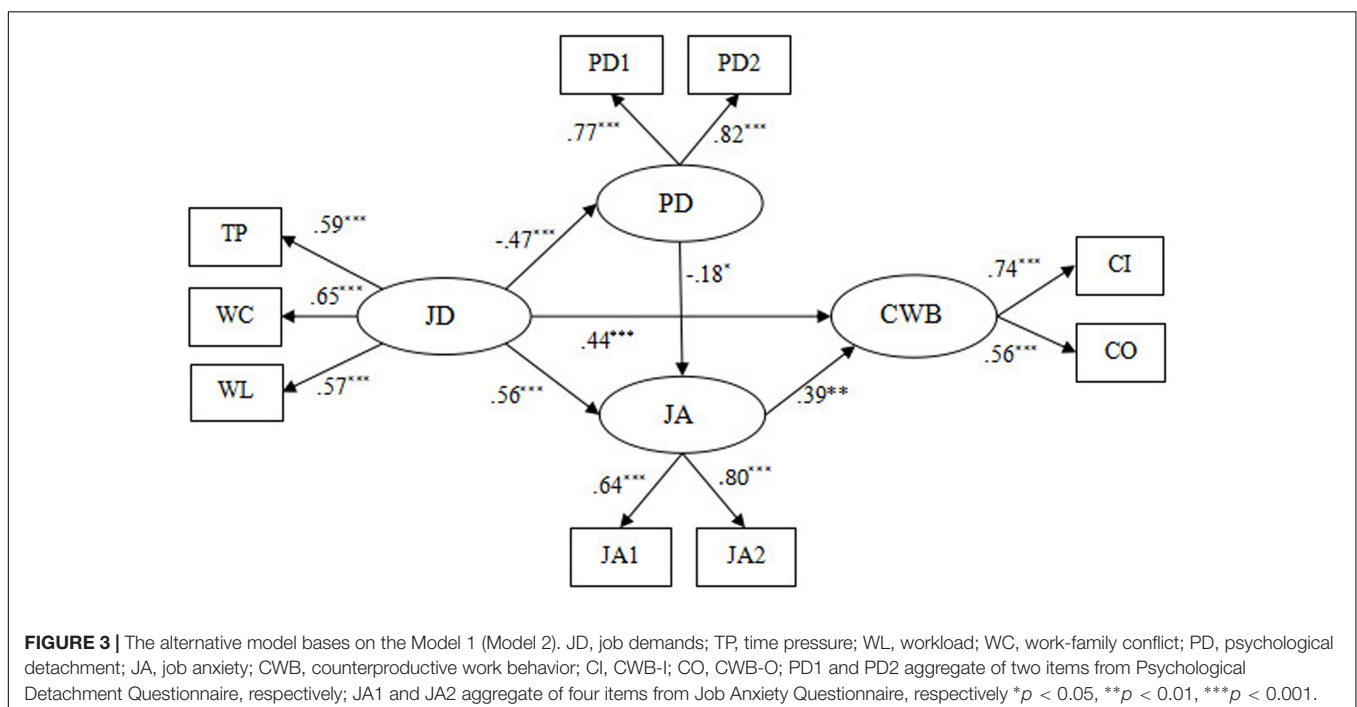 PD1 PD2
.77*** .82***
PD
TP .59*** -.47***
-.18* .74*** CI
WC .65*** JD CWB
.44*** .56*** CO
WL .57*** .56*** .39**
JA
.64*** .80***
JA1 JA2
FIGURE 3 | The alternative model bases on the Model 1 (Model 2). JD, job demands; TP, time pressure; WL, workload; WC, work-family conflict; PD, psychological
detachment; JA, job anxiety; CWB, counterproductive work behavior; CI, CWB-I; CO, CWB-O; PD1 and PD2 aggregate of two items from Psychological
Detachment Questionnaire, respectively; JA1 and JA2 aggregate of four items from Job Anxiety Questionnaire, respectively *p < 0.05, **p < 0.01, ***p < 0.001.